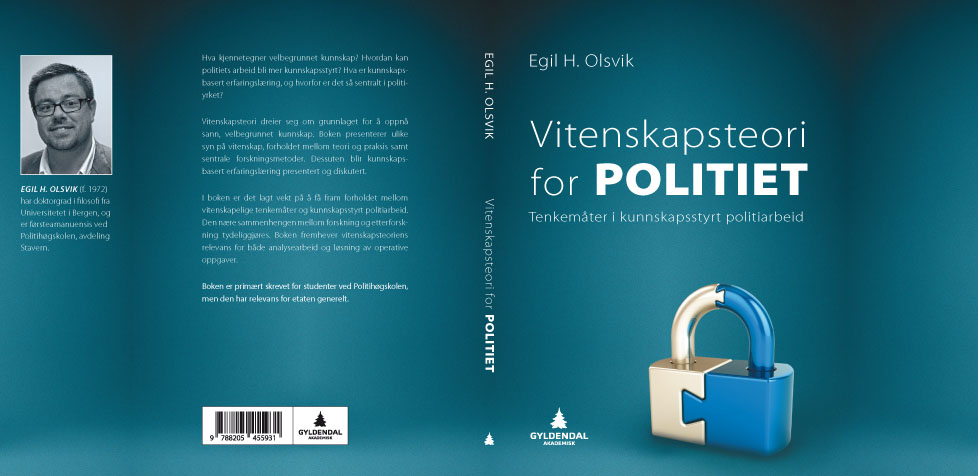 EGIL H. OLSVIK (f. 1972)
har doktorgrad i filosofi fra
Universitetet i Bergen, og
er førsteamanuensis ved
Politihøgskolen, avdeling
Stavern.
Hva kjennetegner velbegrunnet kunnskap? Hvordan kan
politiets arbeid bli mer kunnskapsstyrt? Hva er kunnskaps-
basert erfaringslæring, og hvorfor er det så sentralt i politi-
yrket?
Vitenskapsteori dreier seg om grunnlaget for å oppnå
sann, velbegrunnet kunnskap. Boken presenterer ulike
syn på vitenskap, forholdet mellom teori og praksis samt
sentrale forskningsmetoder. Dessuten blir kunnskaps-
basert erfaringslæring presentert og diskutert.
I boken er det lagt vekt på å få fram forholdet mellom
vitenskapelige tenkemåter og kunnskapsstyrt politiarbeid.
Den nære sammenhengen mellom forskning og etterforsk-
ning tydeliggjøres. Boken fremhever vitenskapsteoriens
relevans for både analysearbeid og løsning av operative
oppgaver.
Boken er primært skrevet for studenter ved Politihøgskolen,
men den har relevans for etaten generelt.
9 788205 455931
GYLDENDAL
AKADEMISK
EGIL H. OLSVIK
Vitenskapsteori for POLITIET
Egil H. Olsvik
Vitenskapsteori
for POLITIET
Tenkemåter i kunnskapsstyrt politiarbeid
GYLDENDAL
AKADEMISK